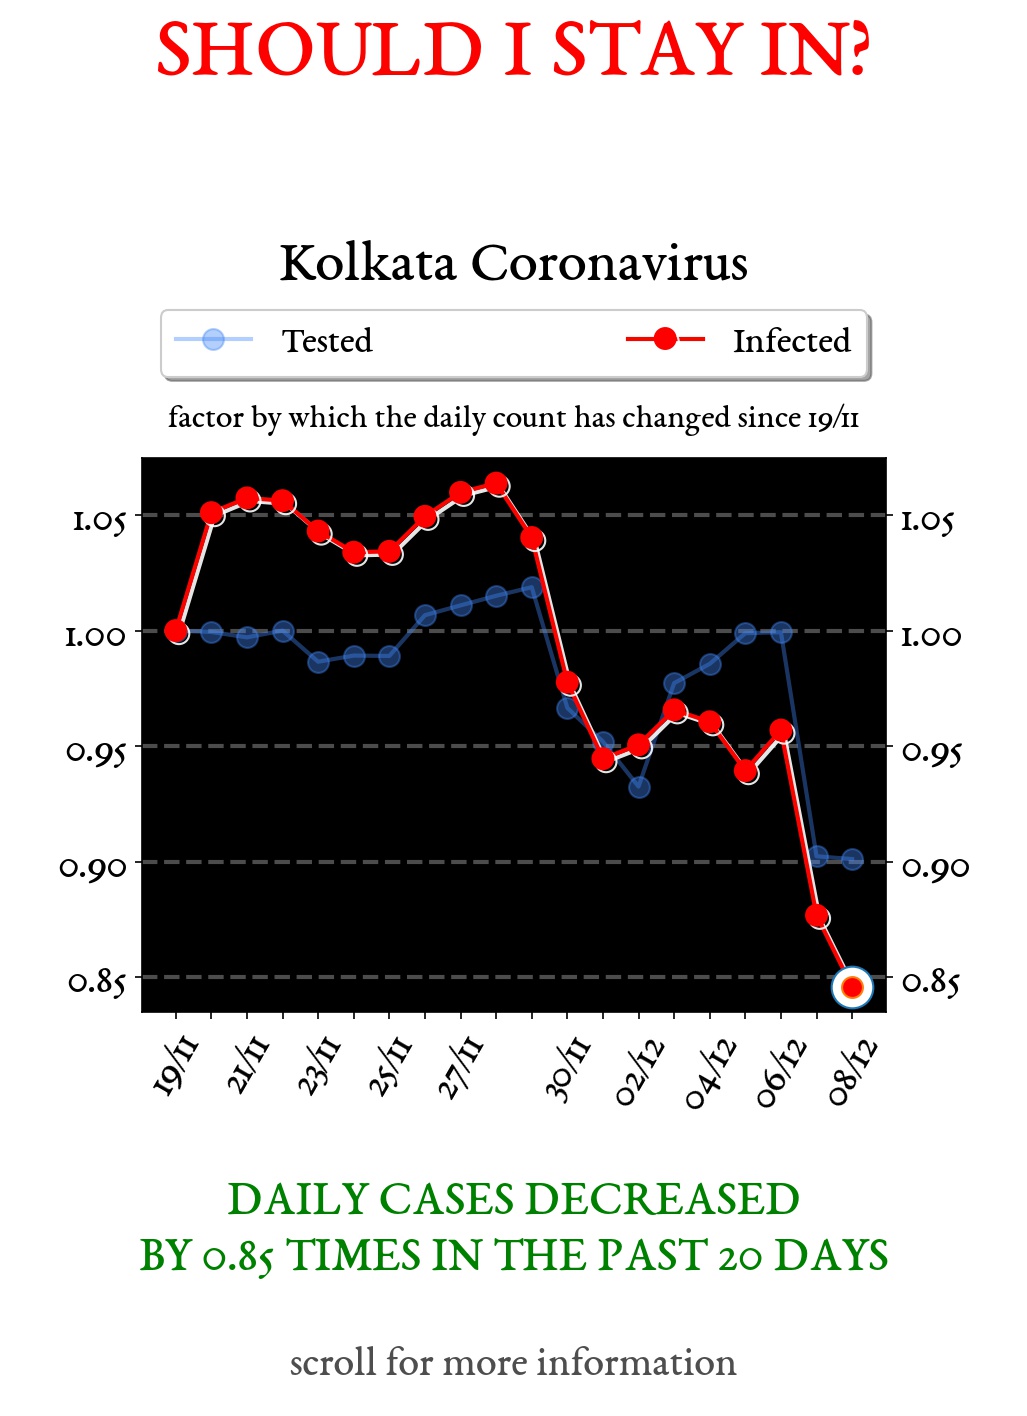 SHOULD I STAY IN?
Kolkata Coronavirus
Tested Infected
factor by which the daily count has changed since 19/11
1.05 1.05
1.00 1.00
0.95 0.95
0.90 0.90
0.85 0.85
19/11 21/11 23/11 25/11 27/11 30/11 02/12 04/12 06/12 08/12
DAILY CASES DECREASED
BY 0.85 TIMES IN THE PAST 20 DAYS
scroll for more information